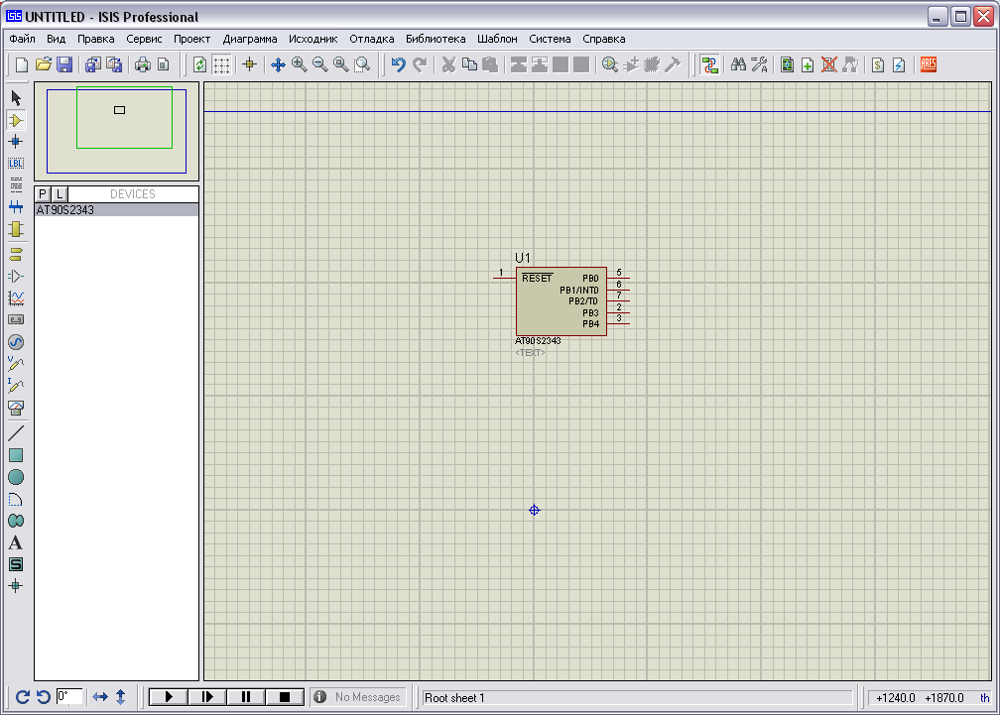 ISIS UNTITLED - ISIS Professional
Файл Вид Правка Сервис Проект Диаграмма Исходник Отладка Библиотека Шаблон Система Справка
ARES
LBL
P L DEVICES
AT90S2343
U1
1 RESET PB0 5
PB1/INT0 6
PB2/T0 7
PB3 2
PB4 3
AT90S2343
<TEXT>
V
I
A
S
0° No Messages Root sheet 1 +1240.0 +1870.0 th